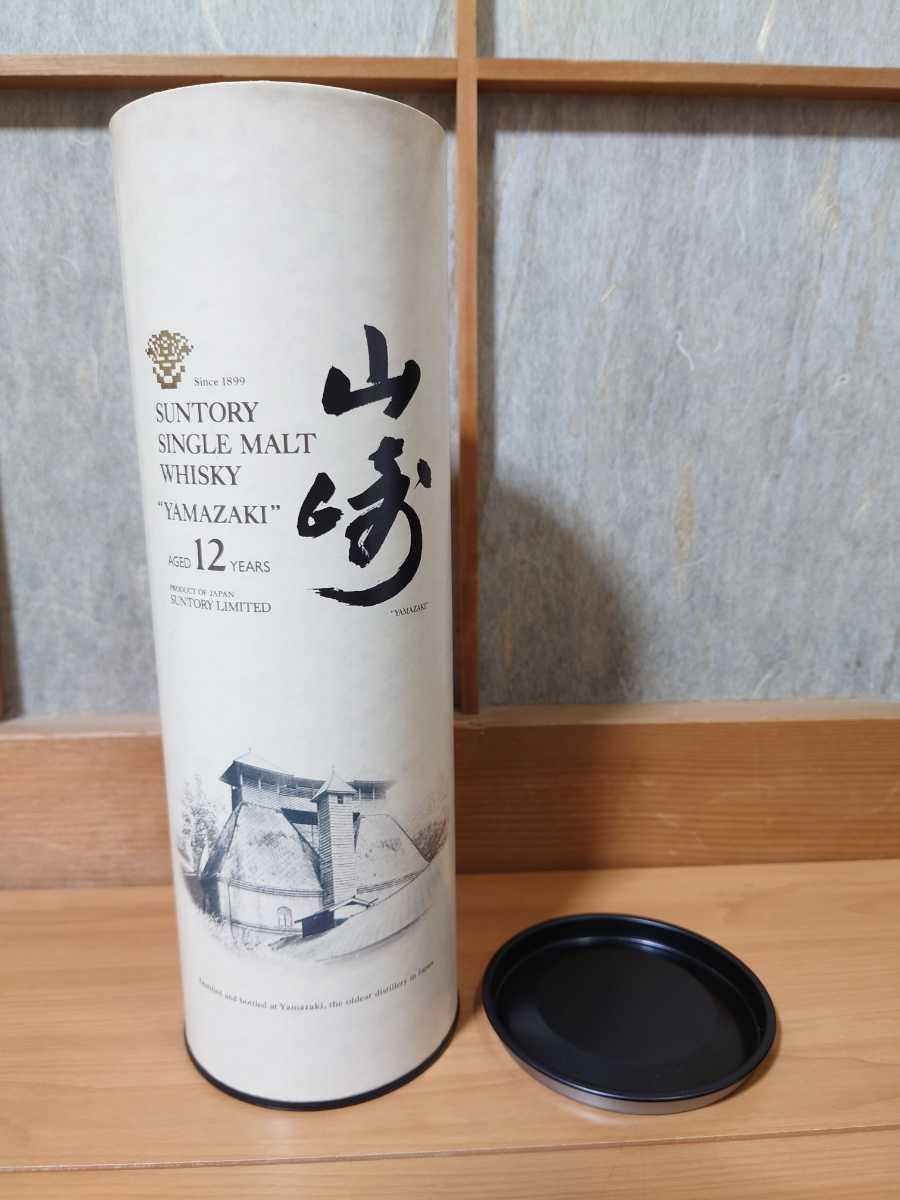 Since 1899
SUNTORY
SINGLE MALT
WHISKY
"YAMAZAKI"
AGED 12 YEARS
PRODUCT OF JAPAN
SUNTORY LIMITED
山崎
"YAMAZAKI"
Distilled and bottled at Yamazaki, the oldest distillery in Japan